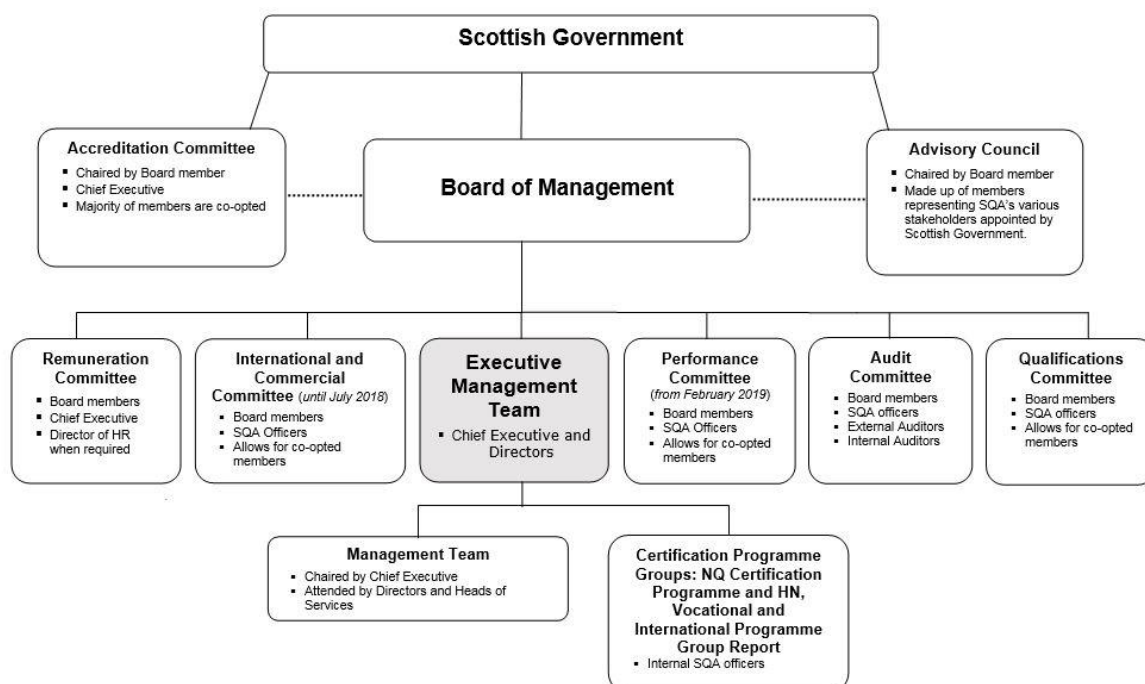 Scottish Government
Accreditation Committee
▪ Chaired by Board member
▪ Chief Executive
▪ Majority of members are co-opted
Board of Management
Advisory Council
▪ Chaired by Board member
▪ Made up of members
representing SQA's various
stakeholders appointed by
Scottish Government.
Remuneration
Committee
▪ Board members
▪ Chief Executive
▪ Director of HR
when required
International and
Commercial
Committee (until July 2018)
▪ Board members
▪ SQA Officers
▪ Allows for co-opted
members
Executive
Management
Team
▪ Chief Executive and
Directors
Performance
Committee
(from February 2019)
▪ Board members
▪ SQA Officers
▪ Allows for co-opted
members
Audit
Committee
▪ Board members
▪ SQA officers
▪ External Auditors
▪ Internal Auditors
Qualifications
Committee
▪ Board members
▪ SQA officers
▪ Allows for co-opted
members
Management Team
▪ Chaired by Chief Executive
▪ Attended by Directors and Heads of
Services
Certification Programme
Groups: NQ Certification
Programme and HN,
Vocational and
International Programme
Group Report
▪ Internal SQA officers